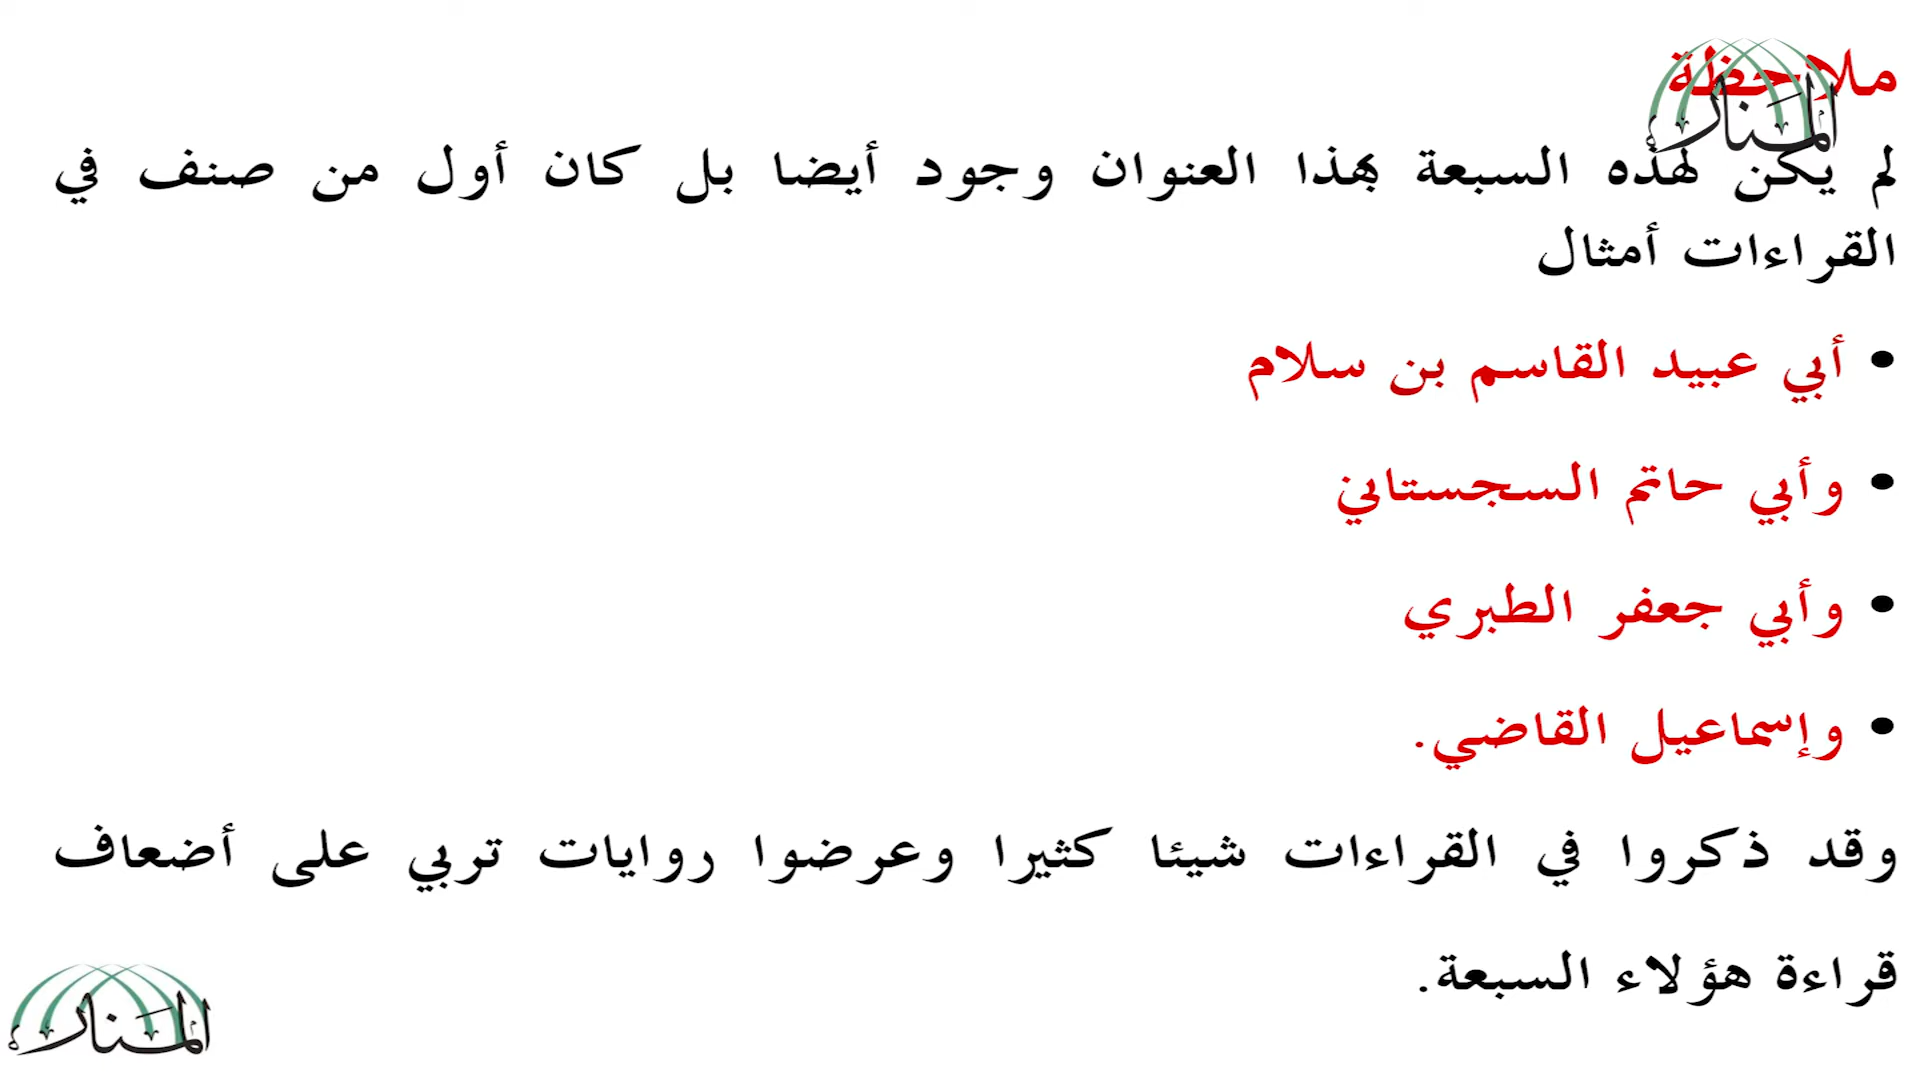 ملاحظة
المنار
لم يكن لهذه السبعة بهذا العنوان وجود أيضا بل كان أول من صنف في
القراءات أمثال
• أبي عبيد القاسم بن سلام
• وأبي حاتم السجستاني
• وأبي جعفر الطبري
• وإسماعيل القاضي.
وقد ذكروا في القراءات شيئا كثيرا وعرضوا روايات تربي على أضعاف
قراءة هؤلاء السبعة.
المنار